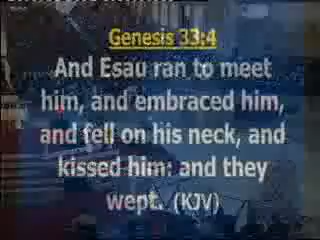 Genesis 33:4
And Esau ran to meet
him, and embraced him,
and fell on his neck, and
kissed him: and they
wept. (KJV)